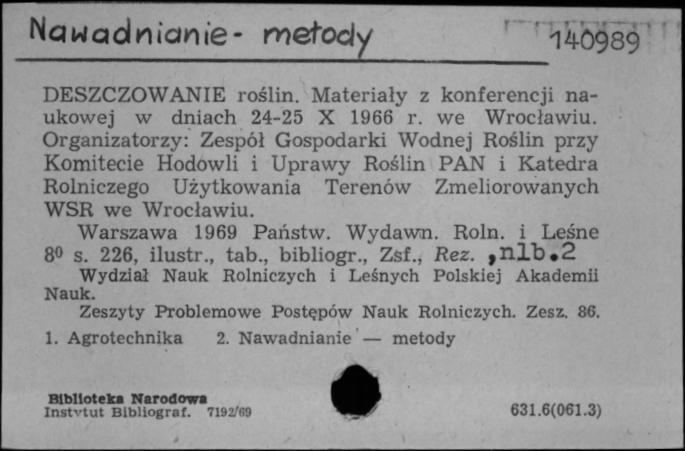 Nawadnianie - metody
140989
DESZCZOWANIE roślin. Materiały z konferencji na-
ukowej w dniach 24-25 X 1966 r. we Wrocławiu.
Organizatorzy: Zespół Gospodarki Wodnej Roślin przy
Komitecie Hodowli i Uprawy Roślin PAN i Katedra
Rolniczego Użytkowania Terenów Zmeliorowanych
WSR we Wrocławiu.
Warszawa 1969 Państw. Wydawn. Roln. i Leśne
8⁰ s. 226, ilustr., tab., bibliogr., Zsf., Rez. ,nlb.2
Wydział Nauk Rolniczych i Leśnych Polskiej Akademii
Nauk.
Zeszyty Problemowe Postępów Nauk Rolniczych. Zesz. 86.
1. Agrotechnika 2. Nawadnianie — metody
Biblioteka Narodowa
Instytut Bibliograf. 7192/69
631.6(061.3)